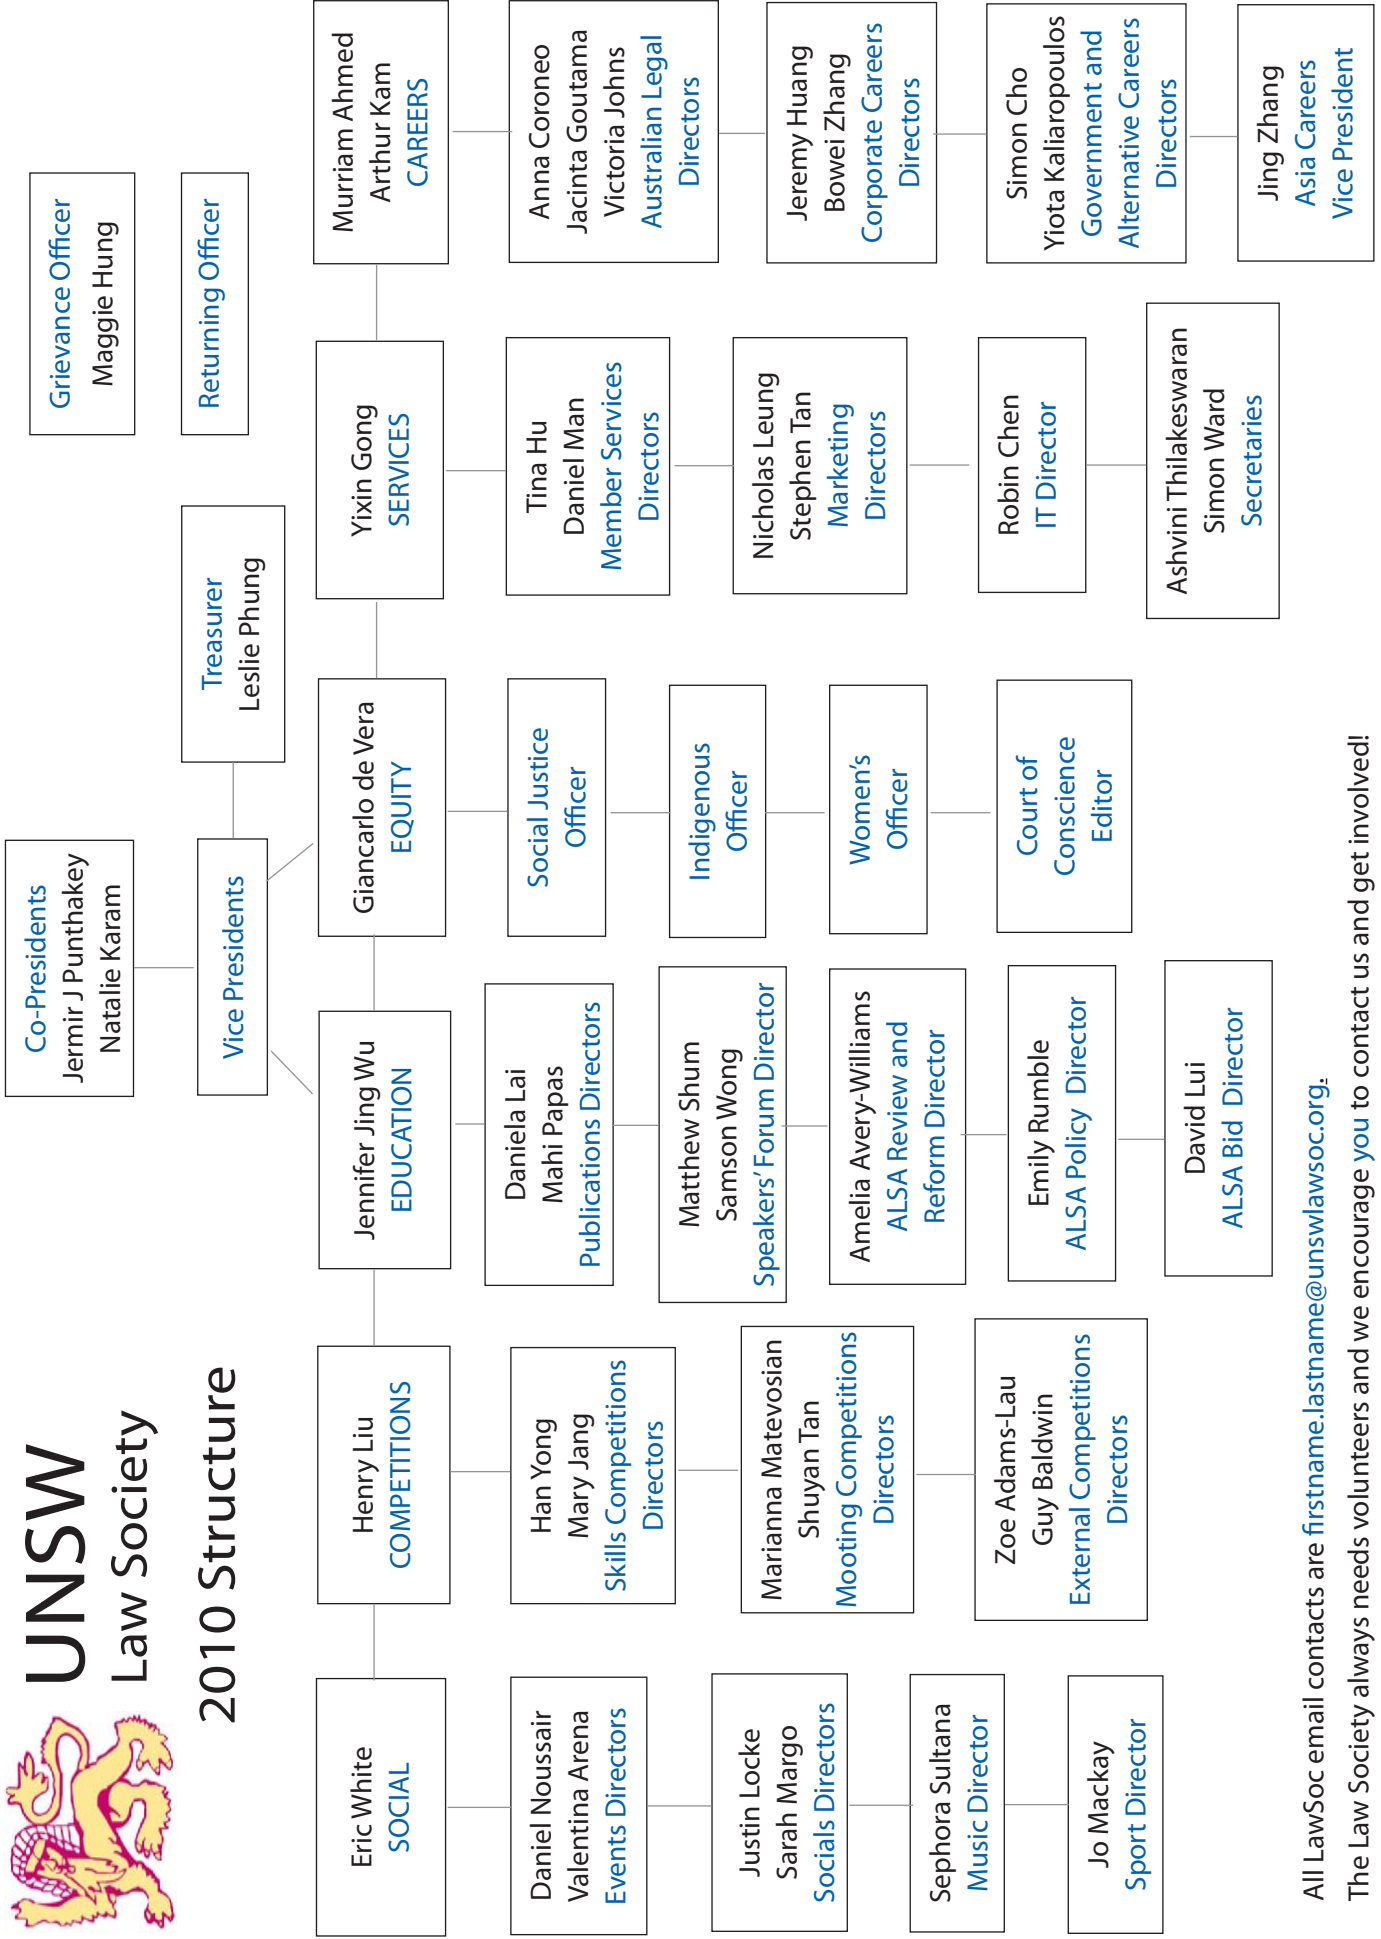 UNSW
Law Society
2010 Structure
Co-Presidents
Jermir J Punthakey
Natalie Karam
Vice Presidents
Treasurer
Leslie Phung
Grievance Officer
Maggie Hung
Returning Officer
Eric White
SOCIAL
Daniel Noussair
Valentina Arena
Events Directors
Justin Locke
Sarah Margo
Socials Directors
Sephora Sultana
Music Director
Jo Mackay
Sport Director
Henry Liu
COMPETITIONS
Han Yong
Mary Jang
Skills Competitions
Directors
Marianna Matevosian
Shuyan Tan
Mooting Competitions
Directors
Zoe Adams-Lau
Guy Baldwin
External Competitions
Directors
Jennifer Jing Wu
EDUCATION
Daniela Lai
Mahi Papas
Publications Directors
Matthew Shum
Samson Wong
Speakers’ Forum Director
Amelia Avery-Williams
ALSA Review and
Reform Director
Emily Rumble
ALSA Policy Director
David Lui
ALSA Bid Director
Giancarlo de Vera
EQUITY
Social Justice
Officer
Indigenous
Officer
Women’s
Officer
Court of
Conscience
Editor
Yixin Gong
SERVICES
Tina Hu
Daniel Man
Member Services
Directors
Nicholas Leung
Stephen Tan
Marketing
Directors
Robin Chen
IT Director
Ashvini Thilakeswaran
Simon Ward
Secretaries
Murriam Ahmed
Arthur Kam
CAREERS
Anna Coroneo
Jacinta Goutama
Victoria Johns
Australian Legal
Directors
Jeremy Huang
Bowei Zhang
Corporate Careers
Directors
Simon Cho
Yiota Kaliaropoulos
Government and
Alternative Careers
Directors
Jing Zhang
Asia Careers
Vice President
All LawSoc email contacts are firstname.lastname@unswlawsoc.org.
The Law Society always needs volunteers and we encourage you to contact us and get involved!